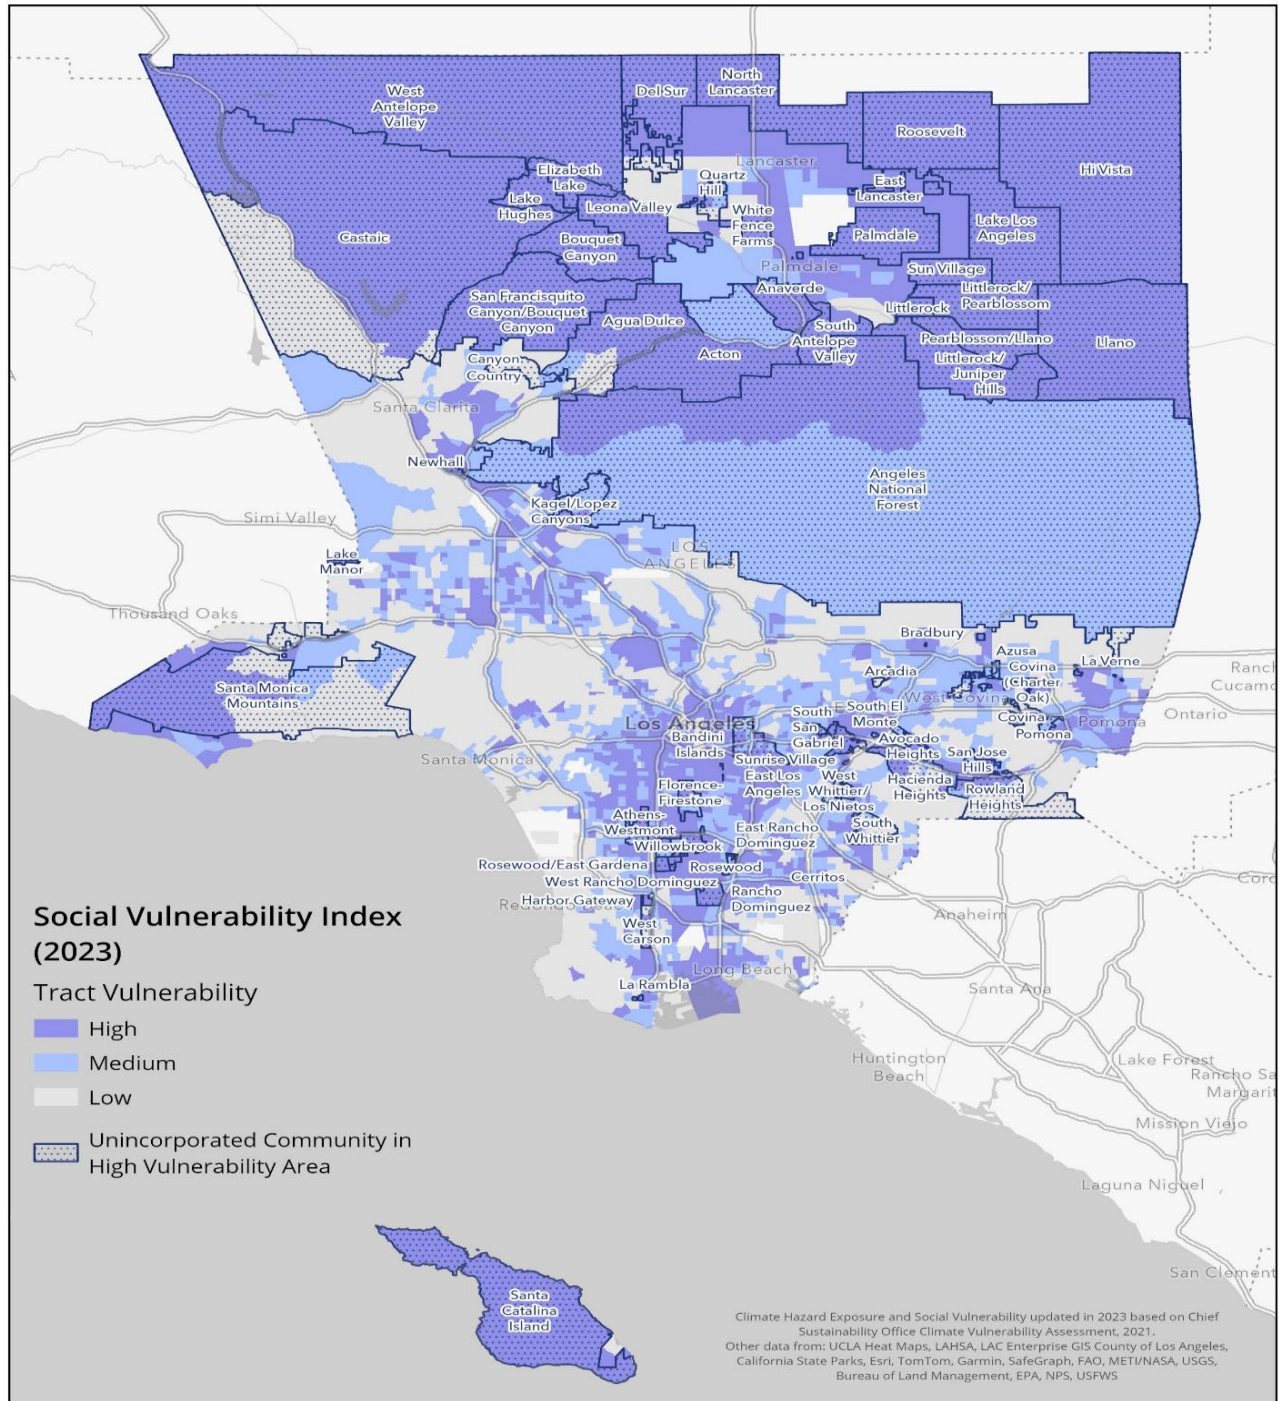 West
Antelope
Valley
Del Sur
North
Lancaster
Roosevelt
Hi Vista
Lancaster
Elizabeth
Lake
Quartz
Hill
East
Lancaster
Lake
Hughes
Leona Valley
White
Fence
Farms
Lake Los
Angeles
Castaic
Bouquet
Canyon
Palmdale
Palmdale
Sun Village
Anaverde
Littlerock/
Pearblossom
San Francisquito
Canyon/Bouquet
Canyon
Littlerock
Agua Dulce
South
Antelope
Valley
Pearblossom/Llano
Llano
Acton
Littlerock/
Juniper
Hills
Canyon
Country
Santa Clarita
Newhall
Angeles
National
Forest
Kagel/Lopez
Canyons
Simi Valley
LOS
ANGELES
Lake
Manor
Thousand Oaks
Bradbury
Azusa
La Verne
Covina
(Charter
Oak)
Arcadia
Ranch
Cucamo
West Covina
Santa Monica
Mountains
South El
Monte
South
San
Gabriel
Covina
Pomona
Pomona
Ontario
Los Angeles
Bandini
Islands
Avocado
Heights
San Jose
Hills
Santa Monica
Sunrise Village
East Los
Angeles
West
Whittier/
Los Nietos
Hacienda
Heights
Rowland
Heights
Florence-
Firestone
Athens-
Westmont
East Rancho
Dominguez
South
Whittier
Willowbrook
Rosewood/East Gardena
Rosewood
Cerritos
West Rancho Dominguez
Rancho
Dominguez
Harbor Gateway
Redondo Beach
West
Carson
Anaheim
Coro
Long Beach
La Rambla
Santa Ana
Huntington
Beach
Lake Forest
Rancho Sa
Margarit
Mission Viejo
Laguna Niguel
San Clement
Social Vulnerability Index
(2023)
Tract Vulnerability
High
Medium
Low
Unincorporated Community in
High Vulnerability Area
Santa
Catalina
Island
Climate Hazard Exposure and Social Vulnerability updated in 2023 based on Chief
Sustainability Office Climate Vulnerability Assessment, 2021.
Other data from: UCLA Heat Maps, LAHSA, LAC Enterprise GIS County of Los Angeles,
California State Parks, Esri, TomTom, Garmin, SafeGraph, FAO, METI/NASA, USGS,
Bureau of Land Management, EPA, NPS, USFWS